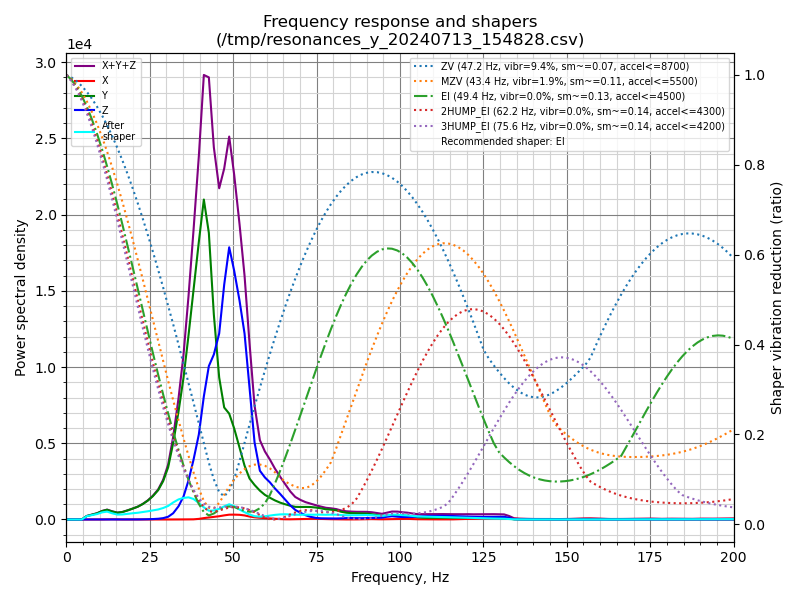 Frequency response and shapers
(/tmp/resonances_y_20240713_154828.csv)
1e4
3.0
2.5
2.0
1.5
1.0
0.5
0.0
Power spectral density
X+Y+Z
X
Y
Z
After
shaper
ZV (47.2 Hz, vibr=9.4%, sm~=0.07, accel<=8700)
MZV (43.4 Hz, vibr=1.9%, sm~=0.11, accel<=5500)
EI (49.4 Hz, vibr=0.0%, sm~=0.13, accel<=4500)
2HUMP_EI (62.2 Hz, vibr=0.0%, sm~=0.14, accel<=4300)
3HUMP_EI (75.6 Hz, vibr=0.0%, sm~=0.14, accel<=4200)
Recommended shaper: EI
1.0
0.8
0.6
0.4
0.2
0.0
Shaper vibration reduction (ratio)
0 25 50 75 100 125 150 175 200
Frequency, Hz